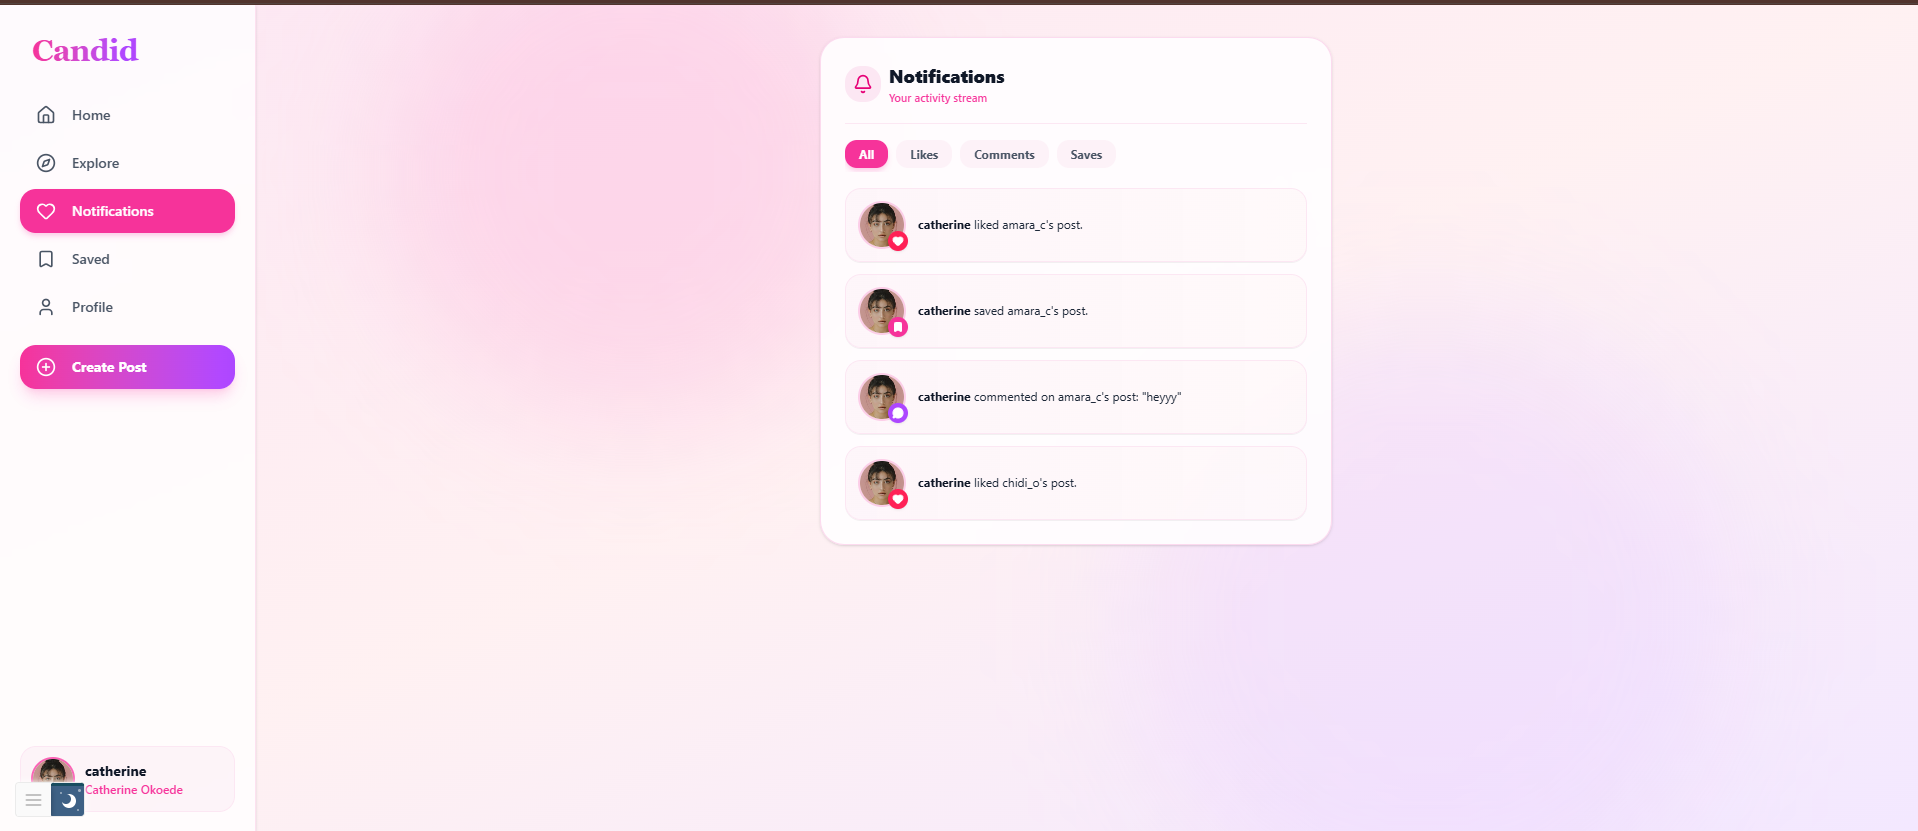 Candid
Home
Explore
Notifications
Saved
Profile
Create Post
catherine
Catherine Okoede
Notifications
Your activity stream
All Likes Comments Saves
catherine liked amara_c's post.
catherine saved amara_c's post.
catherine commented on amara_c's post: "heyyy"
catherine liked chidi_o's post.